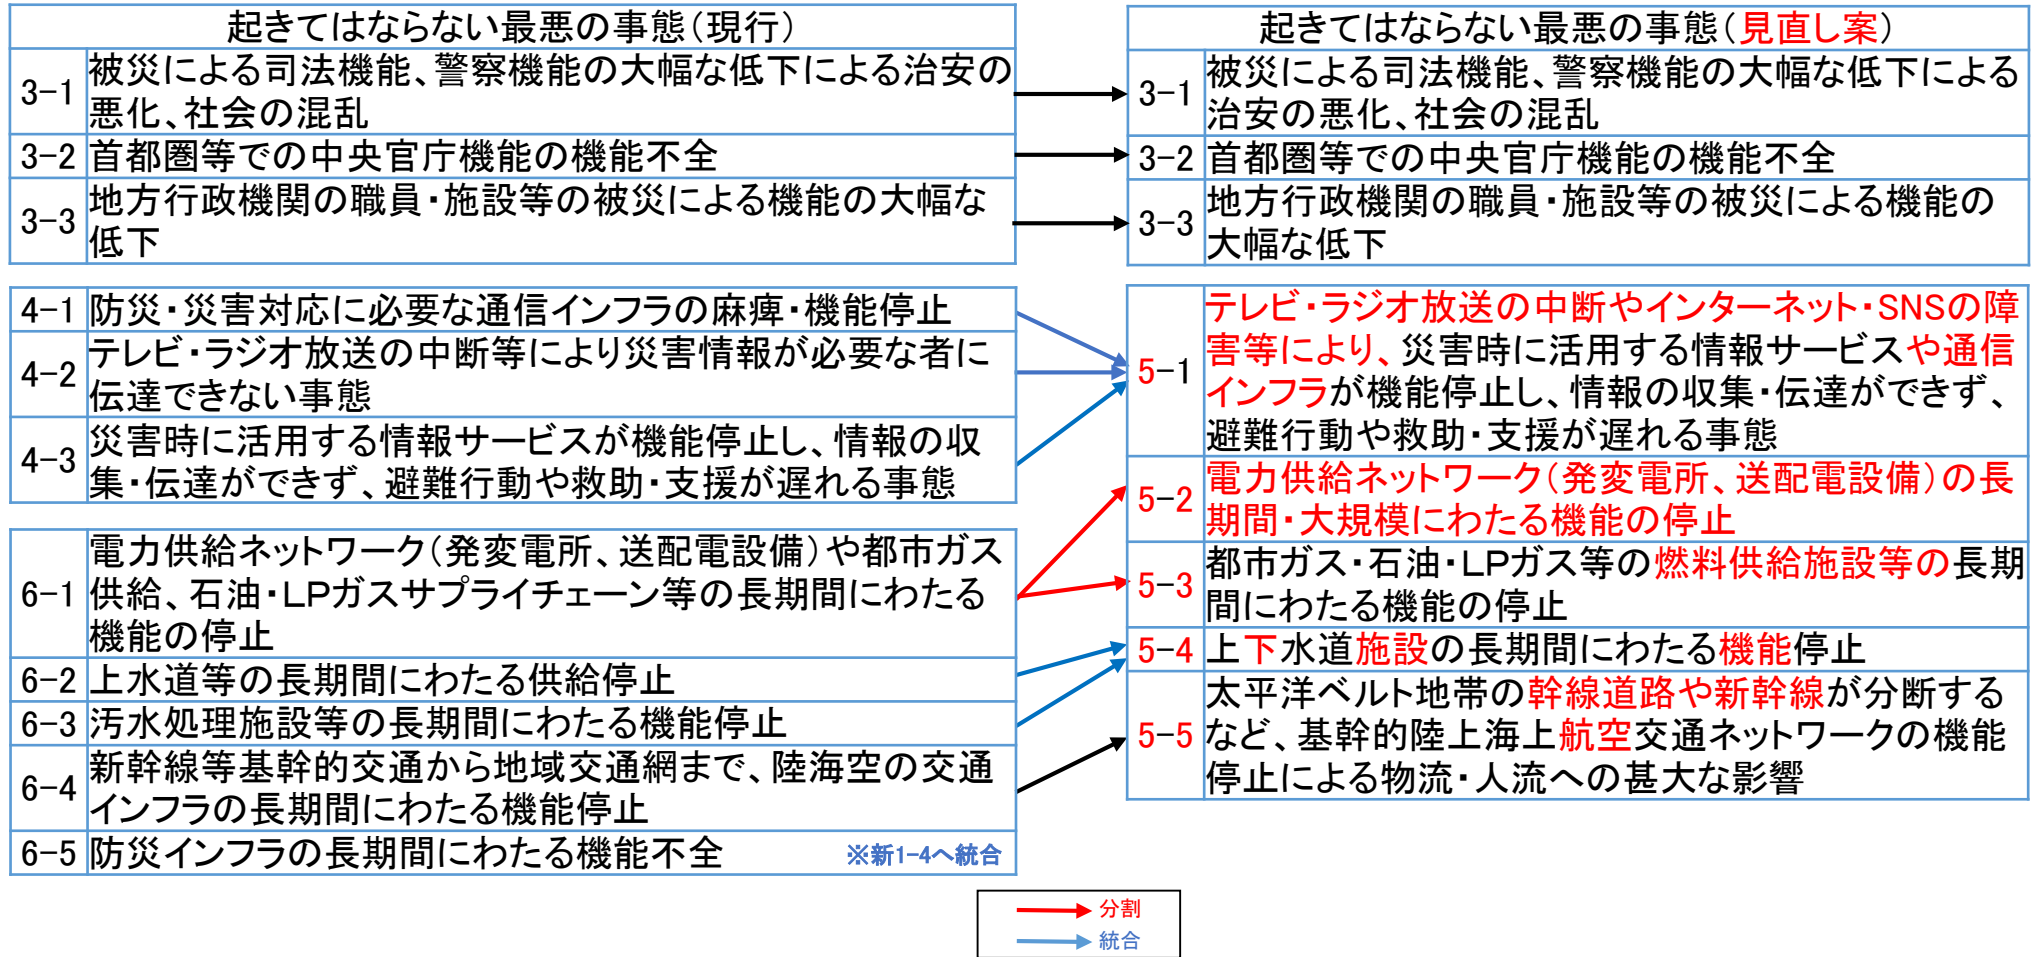 起きてはならない最悪の事態（現行）
3-1
被災による司法機能、警察機能の大幅な低下による治安の
悪化、社会の混乱
3-2 首都圏等での中央官庁機能の機能不全
3-3
地方行政機関の職員・施設等の被災による機能の大幅な
低下
4-1 防災・災害対応に必要な通信インフラの麻痺・機能停止
4-2
テレビ・ラジオ放送の中断等により災害情報が必要な者に
伝達できない事態
4-3
災害時に活用する情報サービスが機能停止し、情報の収
集・伝達ができず、避難行動や救助・支援が遅れる事態
6-1
電力供給ネットワーク（発変電所、送配電設備）や都市ガス
供給、石油・LPガスサプライチェーン等の長期間にわたる
機能の停止
6-2 上水道等の長期間にわたる供給停止
6-3 汚水処理施設等の長期間にわたる機能停止
6-4
新幹線等基幹的交通から地域交通網まで、陸海空の交通
インフラの長期間にわたる機能停止
6-5 防災インフラの長期間にわたる機能不全 ※新1-4へ統合
起きてはならない最悪の事態（見直し案）
3-1
被災による司法機能、警察機能の大幅な低下による
治安の悪化、社会の混乱
3-2 首都圏等での中央官庁機能の機能不全
3-3
地方行政機関の職員・施設等の被災による機能の
大幅な低下
5-1
テレビ・ラジオ放送の中断やインターネット・SNSの障
害等により、災害時に活用する情報サービスや通信
インフラが機能停止し、情報の収集・伝達ができず、
避難行動や救助・支援が遅れる事態
5-2
電力供給ネットワーク（発変電所、送配電設備）の長
期間・大規模にわたる機能の停止
5-3
都市ガス・石油・LPガス等の燃料供給施設等の長期
間にわたる機能の停止
5-4 上下水道施設の長期間にわたる機能停止
5-5
太平洋ベルト地帯の幹線道路や新幹線が分断する
など、基幹的陸上海上航空交通ネットワークの機能
停止による物流・人流への甚大な影響
分割
統合